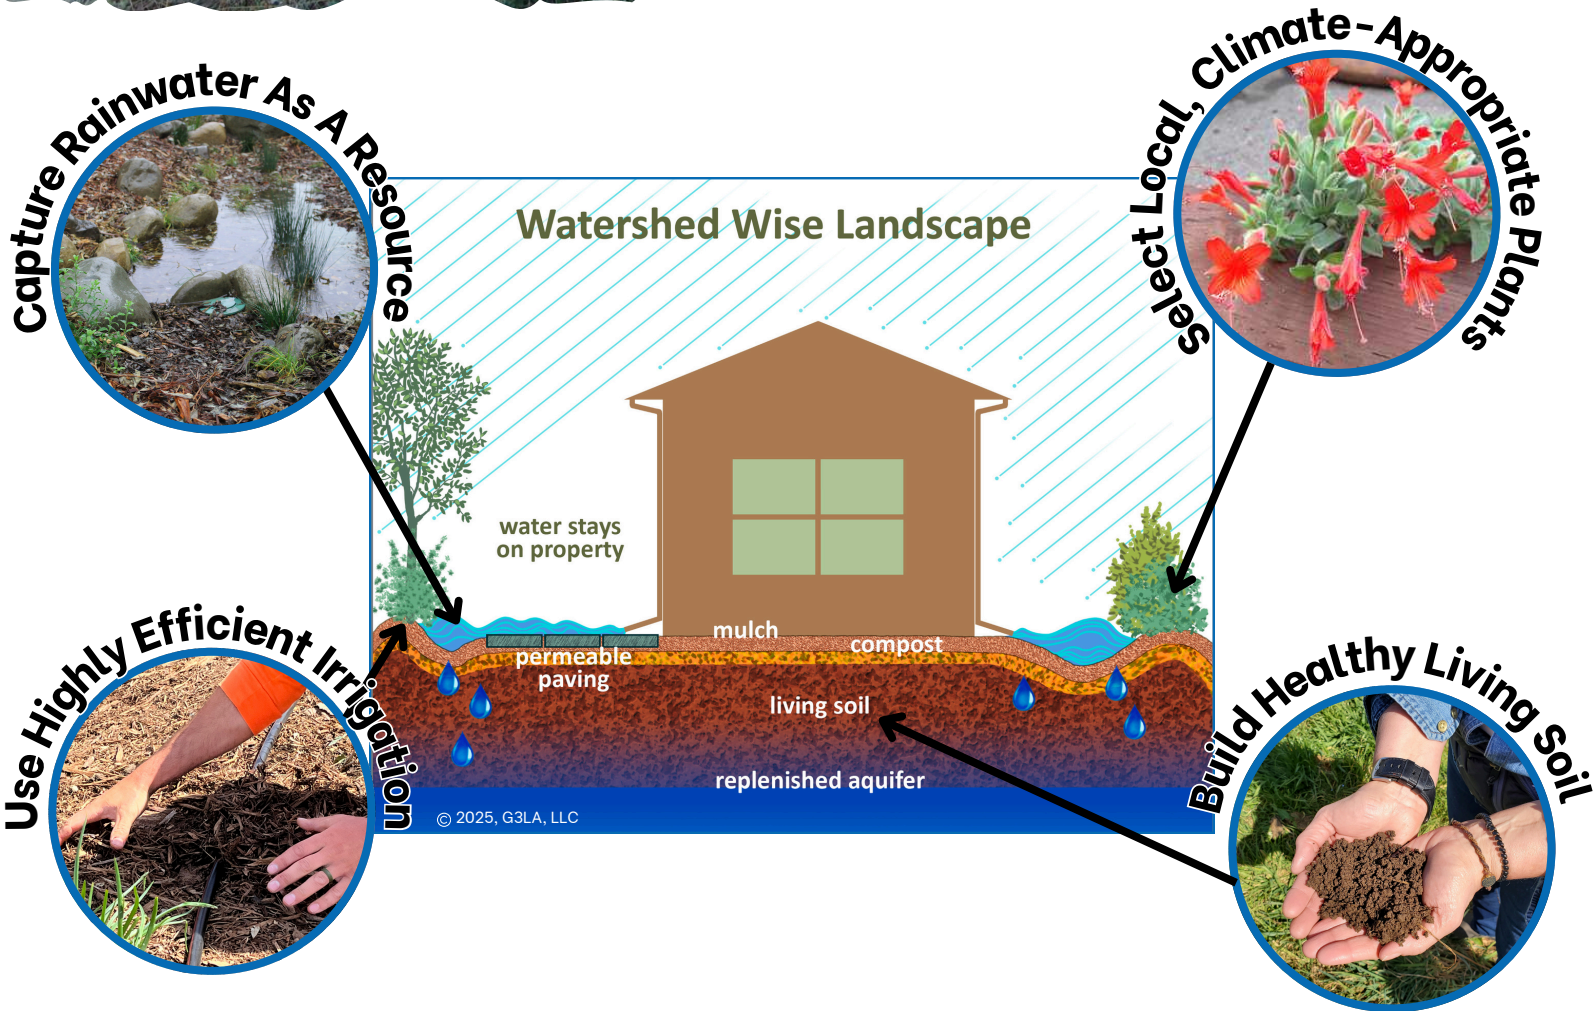 Capture Rainwater As A Resource
Select Local, Climate-Appropriate Plants
Watershed Wise Landscape
water stays
on property
mulch
compost
permeable
paving
living soil
replenished aquifer
© 2025, G3LA, LLC
Use Highly Efficient Irrigation
Build Healthy Living Soil